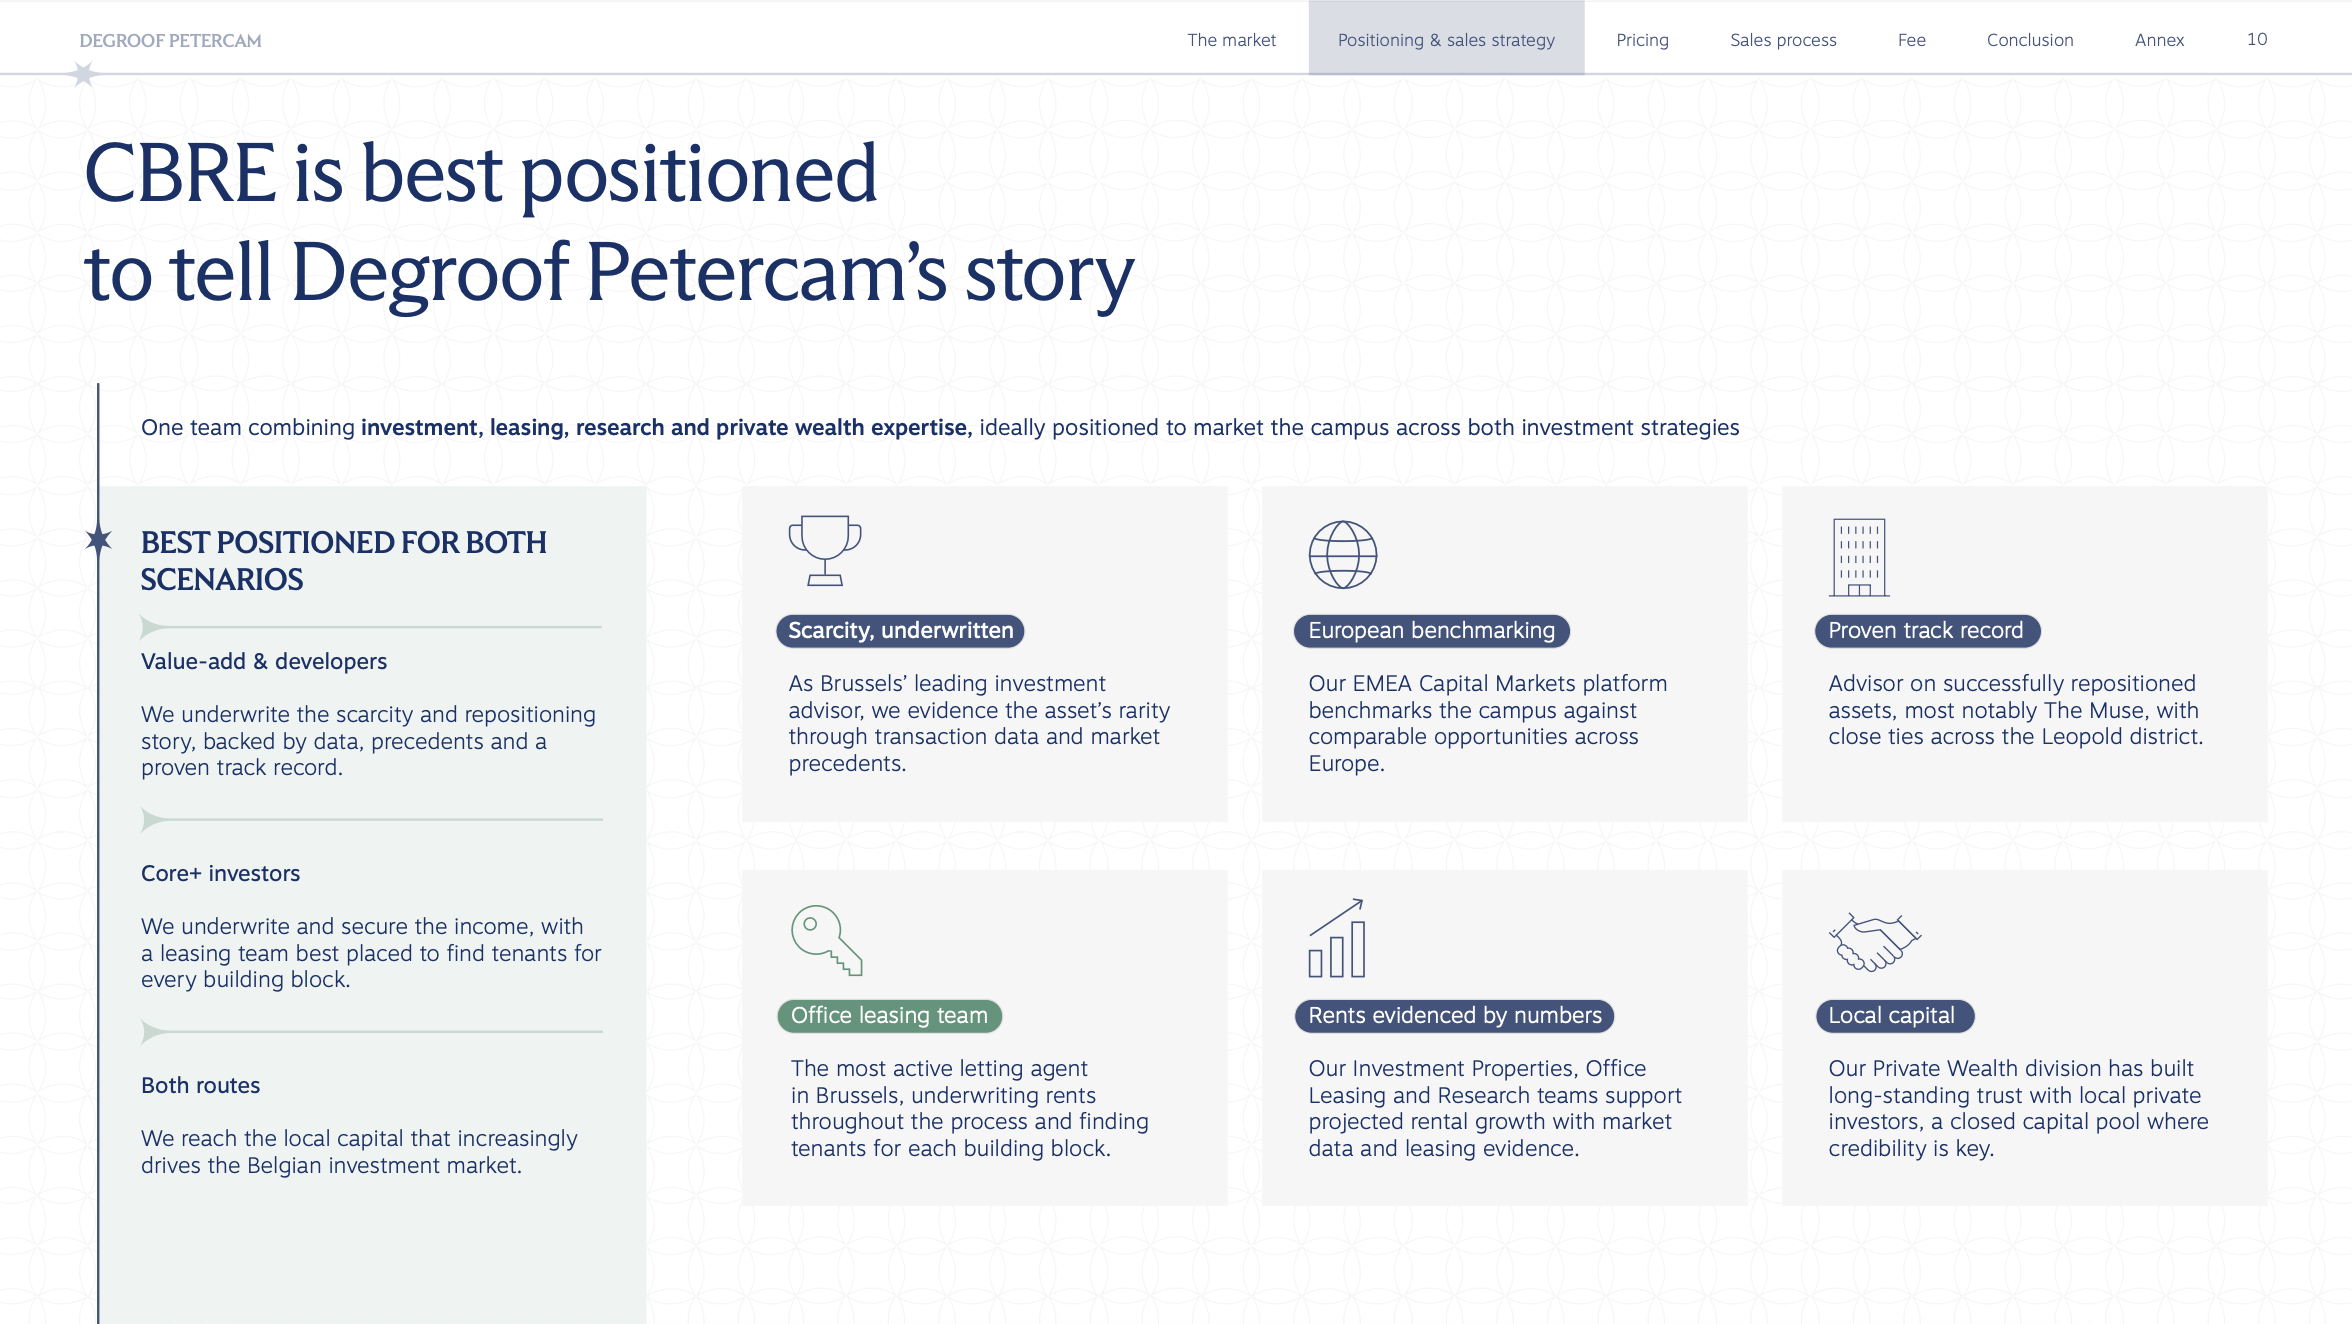 DEGROOF PETERCAM
The market
Positioning & sales strategy
Pricing
Sales process
Fee
Conclusion
Annex
10
CBRE is best positioned
to tell Degroof Petercam’s story
One team combining investment, leasing, research and private wealth expertise, ideally positioned to market the campus across both investment strategies
BEST POSITIONED FOR BOTH
SCENARIOS
Value-add & developers
We underwrite the scarcity and repositioning
story, backed by data, precedents and a
proven track record.
Core+ investors
We underwrite and secure the income, with
a leasing team best placed to find tenants for
every building block.
Both routes
We reach the local capital that increasingly
drives the Belgian investment market.
Scarcity, underwritten
As Brussels’ leading investment
advisor, we evidence the asset’s rarity
through transaction data and market
precedents.
European benchmarking
Our EMEA Capital Markets platform
benchmarks the campus against
comparable opportunities across
Europe.
Proven track record
Advisor on successfully repositioned
assets, most notably The Muse, with
close ties across the Leopold district.
Office leasing team
The most active letting agent
in Brussels, underwriting rents
throughout the process and finding
tenants for each building block.
Rents evidenced by numbers
Our Investment Properties, Office
Leasing and Research teams support
projected rental growth with market
data and leasing evidence.
Local capital
Our Private Wealth division has built
long-standing trust with local private
investors, a closed capital pool where
credibility is key.